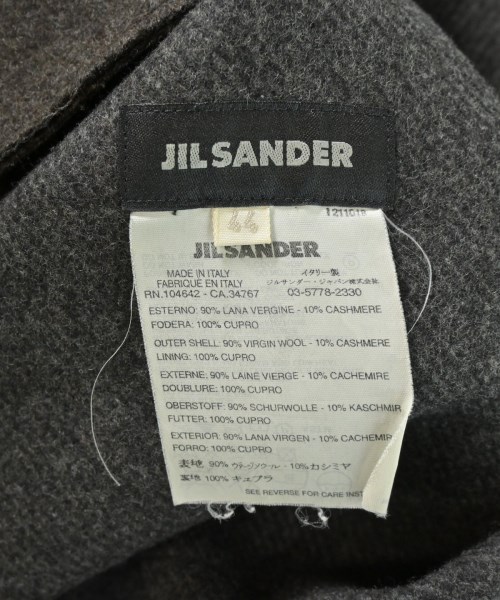 JIL SANDER
44
121101R
JIL SANDER
MADE IN ITALY
FABRIQUE EN ITALY
RN.104642 - CA.34767
イタリー製
ジルサンダー・ジャパン(株)
03-5778-2330
ESTERNO: 90% LANA VERGINE - 10% CASHMERE
FODERA: 100% CUPRO
OUTER SHELL: 90% VIRGIN WOOL - 10% CASHMERE
LINING: 100% CUPRO
EXTERNE: 90% LAINE VIERGE - 10% CACHEMIRE
DOUBLURE: 100% CUPRO
OBERSTOFF: 90% SCHURWOLLE - 10% KASCHMIR
FUTTER: 100% CUPRO
EXTERIOR: 90% LANA VIRGEN - 10% CACHEMIR
FORRO: 100% CUPRO
表地 90% ウァージンウール - 10% カシミヤ
裏地 100% キュプラ
SEE REVERSE FOR CARE INST